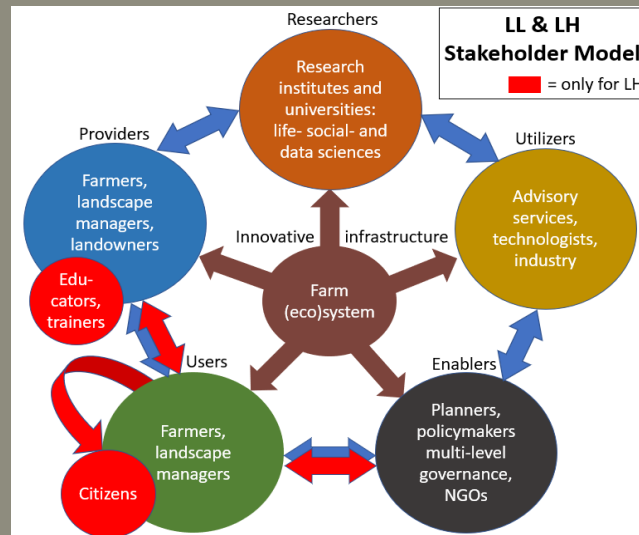 LL & LH
Stakeholder Model
= only for LH
Researchers
Research
institutes and
universities:
life- social- and
data sciences
Providers
Farmers,
landscape
managers,
landowners
Edu-
cators,
trainers
Utilizers
Advisory
services,
technologists,
industry
Innovative infrastructure
Farm
(eco)system
Users
Farmers,
landscape
managers
Citizens
Enablers
Planners,
policymakers
multi-level
governance,
NGOs